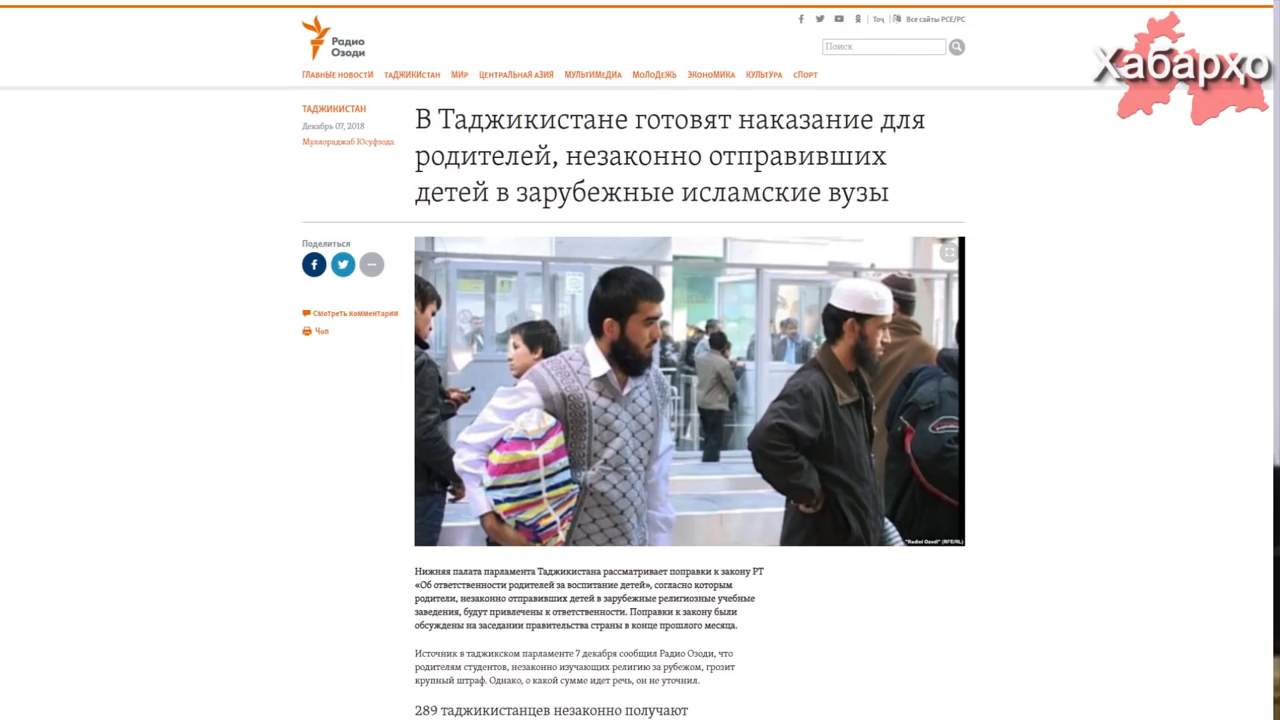 Тоҷ
Все сайты РСЕ/РС
Радио
Озоди
Поиск
Хабарҳо
ГЛАВНЫЕ НОВОСТИ ТАДЖИКИСТАН МИР ЦЕНТРАЛЬНАЯ АЗИЯ МУЛЬТИМЕДИА МОЛОДЕЖЬ ЭКОНОМИКА КУЛЬТУРА СПОРТ
ТАДЖИКИСТАН
Декабрь 07, 2018
Муллораджаб Юсуфзода
В Таджикистане готовят наказание для
родителей, незаконно отправивших
детей в зарубежные исламские вузы
Поделиться
Смотреть комментарии
Чоп
"Radioi Ozodi" (RFE/RL)
Нижняя палата парламента Таджикистана рассматривает поправки к закону РТ
«Об ответственности родителей за воспитание детей», согласно которым
родители, незаконно отправивших детей в зарубежные религиозные учебные
заведения, будут привлечены к ответственности. Поправки к закону были
обсуждены на заседании правительства страны в конце прошлого месяца.
Источник в таджикском парламенте 7 декабря сообщил Радио Озоди, что
родителям студентов, незаконно изучающих религию за рубежом, грозит
крупный штраф. Однако, о какой сумме идет речь, он не уточнил.
289 таджикистанцев незаконно получают